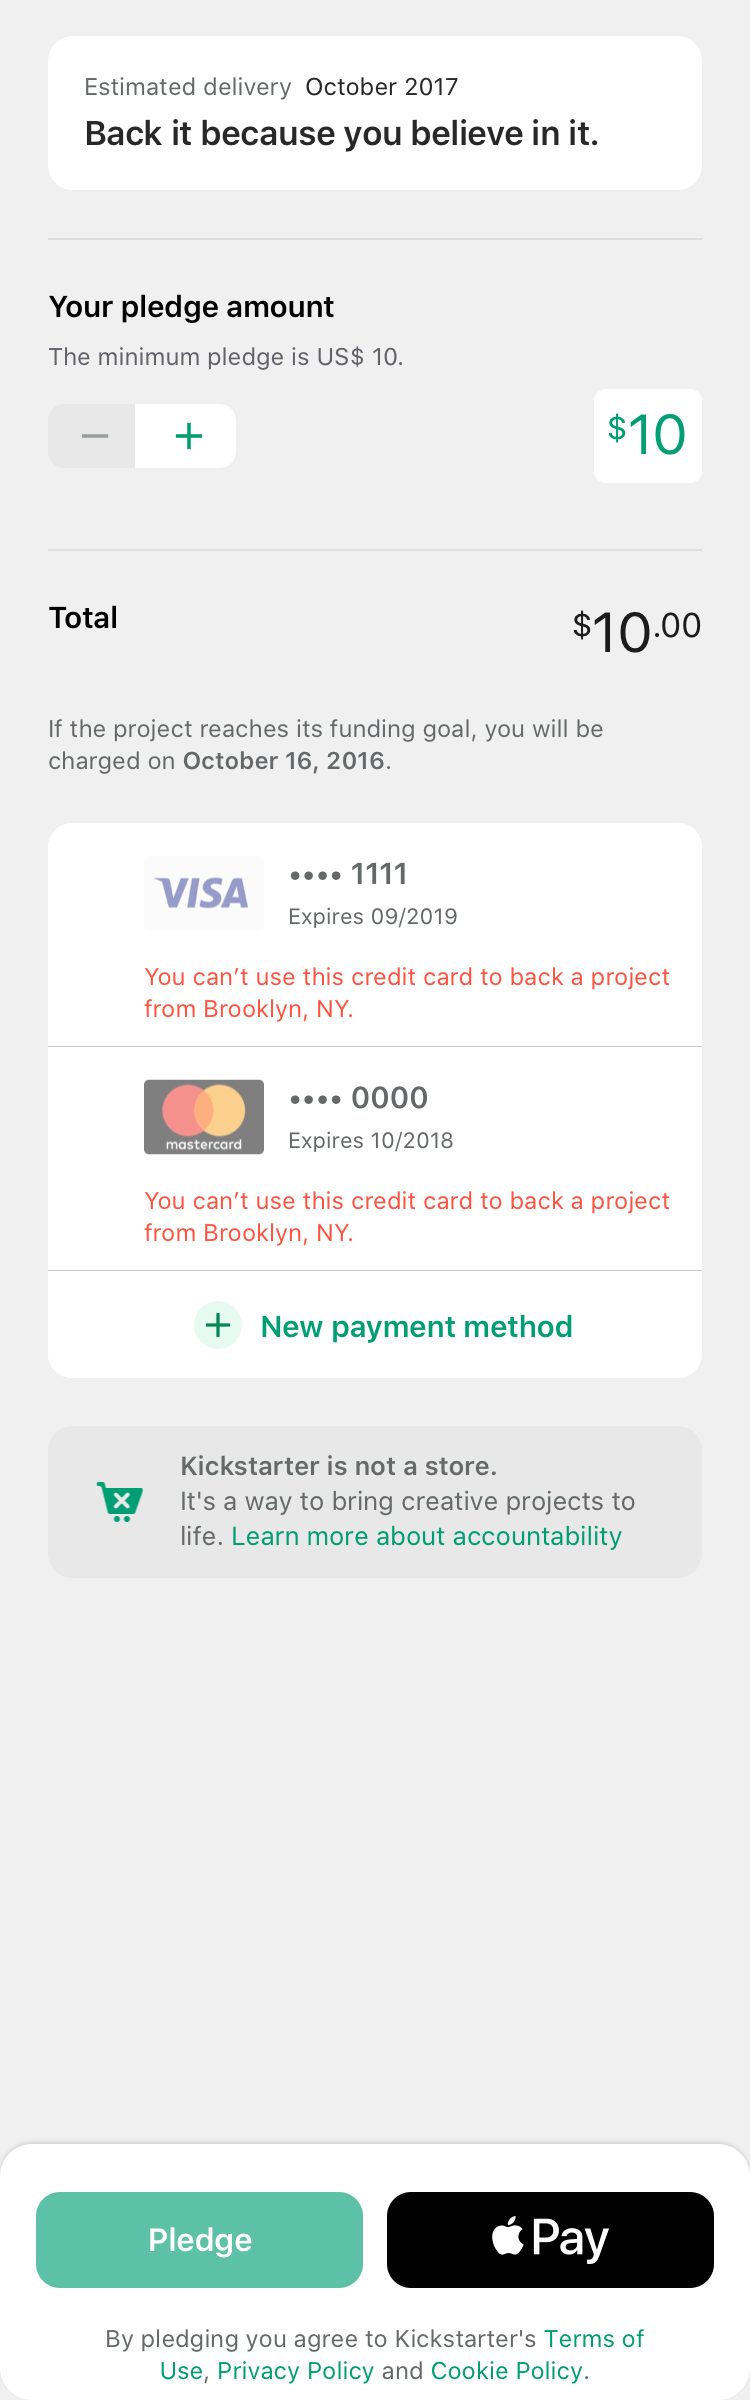 Estimated delivery October 2017
Back it because you believe in it.
Your pledge amount
The minimum pledge is US$ 10.
$10
Total
$10.00
If the project reaches its funding goal, you will be
charged on October 16, 2016.
VISA
•••• 1111
Expires 09/2019
You can’t use this credit card to back a project
from Brooklyn, NY.
mastercard
•••• 0000
Expires 10/2018
You can’t use this credit card to back a project
from Brooklyn, NY.
New payment method
Kickstarter is not a store.
It's a way to bring creative projects to
life. Learn more about accountability
Pledge
Pay
By pledging you agree to Kickstarter's Terms of
Use, Privacy Policy and Cookie Policy.